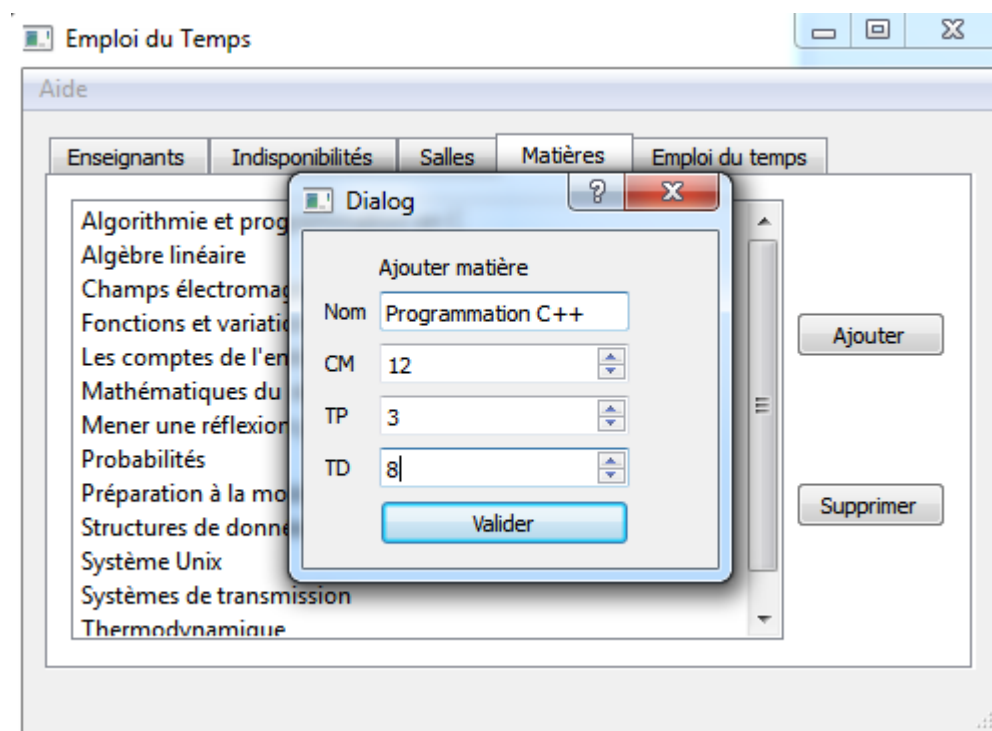 Emploi du Temps
Aide
Enseignants Indisponibilités Salles Matières Emploi du temps
Dialog
Algorithmie et prog
Algèbre linéaire
Ajouter matière
Champs électromag
Nom Programmation C++
Fonctions et variatio
Ajouter
Les comptes de l'en
CM 12
Mathématiques du
TP 3
Mener une réflexion
Probabilités
TD 8
Préparation à la mo
Supprimer
Structures de donné
Valider
Système Unix
Systèmes de transmission
Thermodynamique